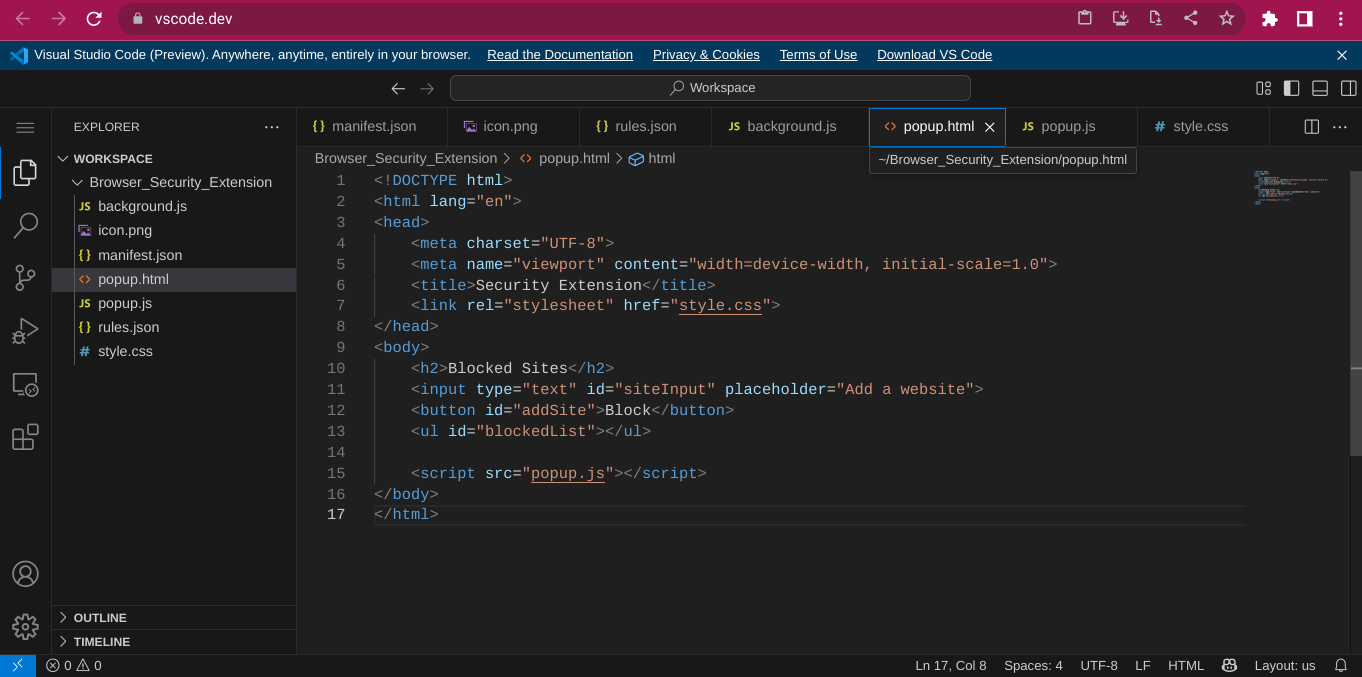 vscode.dev
Visual Studio Code (Preview). Anywhere, anytime, entirely in your browser. Read the Documentation Privacy & Cookies Terms of Use Download VS Code
Workspace
EXPLORER
WORKSPACE
Browser_Security_Extension
background.js
icon.png
manifest.json
popup.html
popup.js
rules.json
style.css
OUTLINE
TIMELINE
manifest.json icon.png rules.json background.js popup.html popup.js style.css
Browser_Security_Extension > popup.html > html
~/Browser_Security_Extension/popup.html
1 <!DOCTYPE html>
2 <html lang="en">
3 <head>
4     <meta charset="UTF-8">
5     <meta name="viewport" content="width=device-width, initial-scale=1.0">
6     <title>Security Extension</title>
7     <link rel="stylesheet" href="style.css">
8 </head>
9 <body>
10     <h2>Blocked Sites</h2>
11     <input type="text" id="siteInput" placeholder="Add a website">
12     <button id="addSite">Block</button>
13     <ul id="blockedList"></ul>
14
15     <script src="popup.js"></script>
16 </body>
17 </html>
0 0 Ln 17, Col 8 Spaces: 4 UTF-8 LF HTML Layout: us